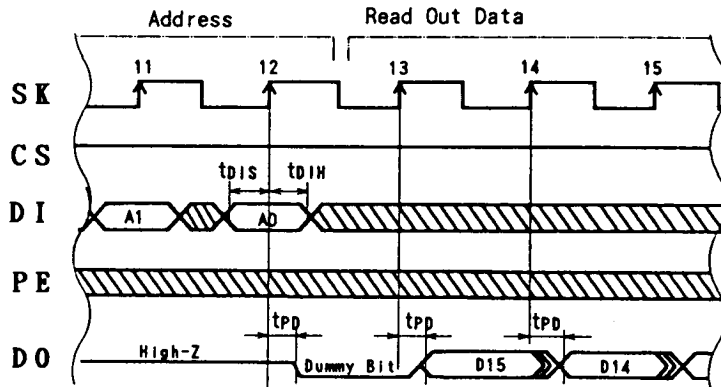 Address Read Out Data
11 12 13 14 15
SK
CS
tDIS tDIH
DI A1 A0
PE
tPD tPD tPD
DO High-Z Dummy Bit D15 D14